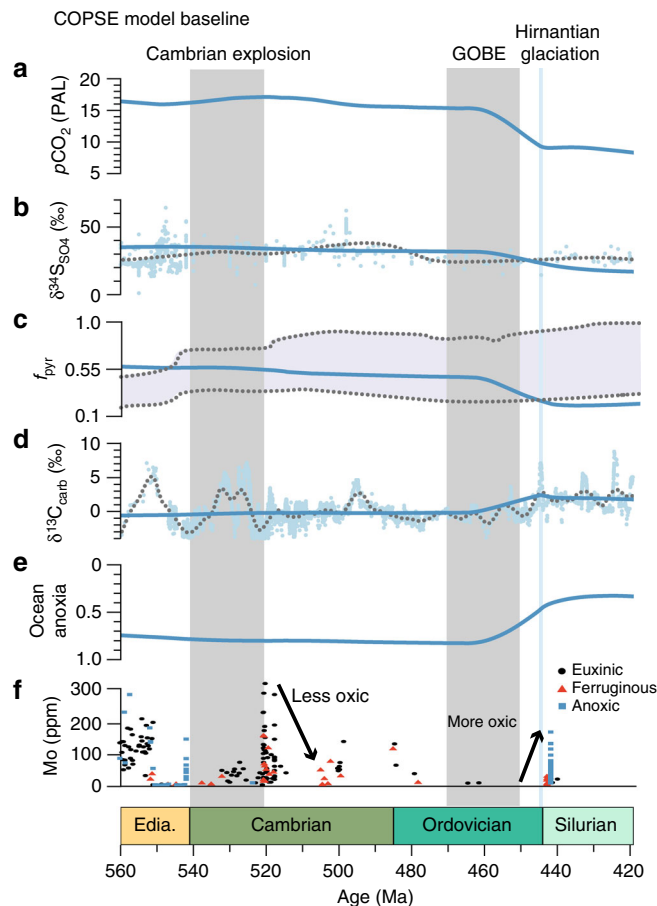 COPSE model baseline
Hirnantian
Cambrian explosion
GOBE
glaciation
a
20
15
10
5
pCO2 (PAL)
b
50
0
δ34SSO4 (‰)
c
1.0
0.55
0.1
fpyr
d
10
5
0
δ13Ccarb (‰)
e
0
0.5
1.0
Ocean
anoxia
f
Euxinic
Ferruginous
Anoxic
300
200
100
0
Mo (ppm)
Less oxic
More oxic
Edia.
Cambrian
Ordovician
Silurian
560
540
520
500
480
460
440
420
Age (Ma)